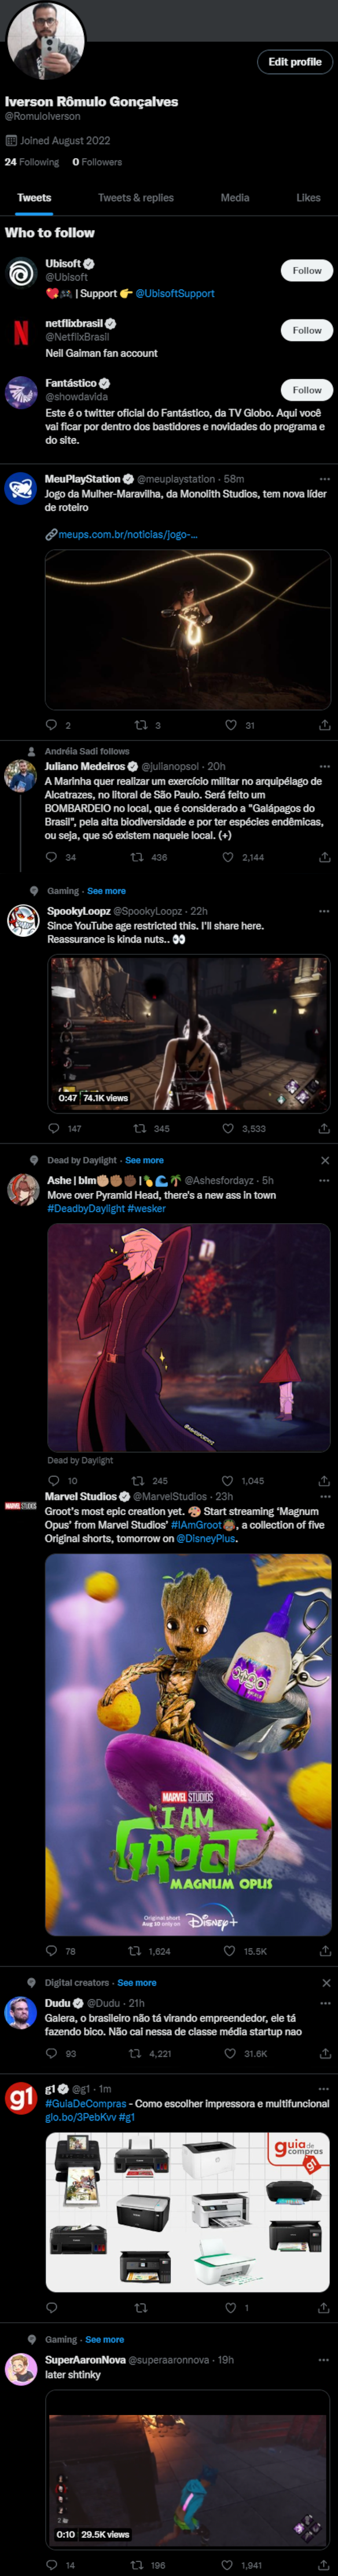 Edit profile
Iverson Rômulo Gonçalves
@RomuloIverson
Joined August 2022
24 Following 0 Followers
Tweets Tweets & replies Media Likes
Who to follow
Ubisoft
@Ubisoft
Follow
❤️🎮 | Support 👉 @UbisoftSupport
netflixbrasil
@NetflixBrasil
Follow
Neil Gaiman fan account
Fantástico
@showdavida
Follow
Este é o twitter oficial do Fantástico, da TV Globo. Aqui você
vai ficar por dentro dos bastidores e novidades do programa e
do site.
MeuPlayStation @meuplaystation · 58m
Jogo da Mulher-Maravilha, da Monolith Studios, tem nova líder
de roteiro
🔗meups.com.br/noticias/jogo-...
2 3 31
Andréia Sadi follows
Juliano Medeiros @julianopsol · 20h
A Marinha quer realizar um exercício militar no arquipélago de
Alcatrazes, no litoral de São Paulo. Será feito um
BOMBARDEIO no local, que é considerado a "Galápagos do
Brasil", pela alta biodiversidade e por ter espécies endêmicas,
ou seja, que só existem naquele local. (+)
34 436 2,144
Gaming · See more
SpookyLoopz @SpookyLoopz · 22h
Since YouTube age restricted this. I'll share here.
Reassurance is kinda nuts.. 👀
0:47 74.1K views
147 345 3,533
Dead by Daylight · See more
Ashe | blm✊🏼✊🏽✊🏾|🍍🌊🌴 @Ashesfordayz · 5h
Move over Pyramid Head, there's a new ass in town
#DeadbyDaylight #wesker
@ASHESFORDAYZ
Dead by Daylight
10 245 1,045
MARVEL STUDIOS
Marvel Studios @MarvelStudios · 23h
Groot's most epic creation yet. 🎨 Start streaming 'Magnum
Opus' from Marvel Studios' #IAmGroot, a collection of five
Original shorts, tomorrow on @DisneyPlus.
MARVEL STUDIOS
I AM
GROOT
MAGNUM OPUS
Original short
Aug 10 only on Disney+
78 1,624 15.5K
Digital creators · See more
Dudu @Dudu · 21h
Galera, o brasileiro não tá virando empreendedor, ele tá
fazendo bico. Não cai nessa de classe média startup nao
93 4,221 31.6K
g1
g1 @g1 · 1m
#GuiaDeCompras - Como escolher impressora e multifuncional
glo.bo/3PebKvv #g1
guia de
compras
g1
1
Gaming · See more
SuperAaronNova @superaaronnova · 19h
later shtinky
0:10 29.5K views
14 196 1,941